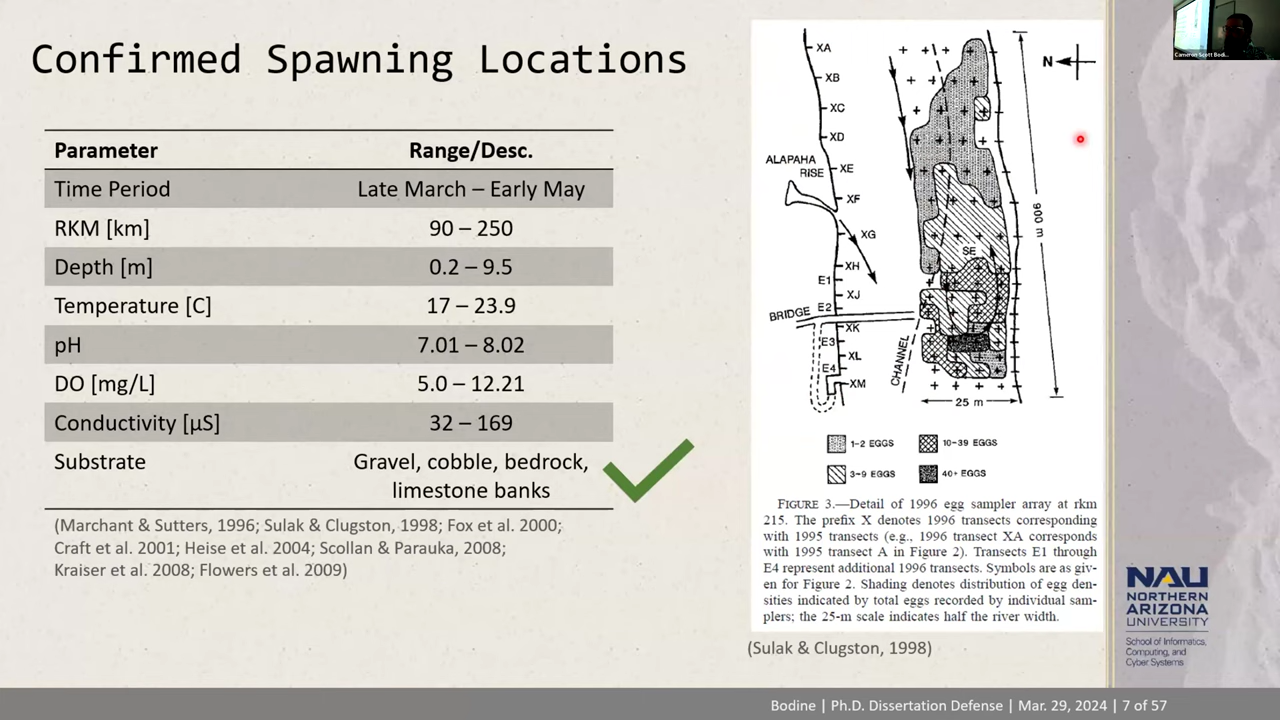 Confirmed Spawning Locations
Parameter Range/Desc.
Time Period Late March – Early May
RKM [km] 90 – 250
Depth [m] 0.2 – 9.5
Temperature [C] 17 – 23.9
pH 7.01 – 8.02
DO [mg/L] 5.0 – 12.21
Conductivity [µS] 32 – 169
Substrate Gravel, cobble, bedrock,
limestone banks
(Marchant & Sutters, 1996; Sulak & Clugston, 1998; Fox et al. 2000;
Craft et al. 2001; Heise et al. 2004; Scollan & Parauka, 2008;
Kraiser et al. 2008; Flowers et al. 2009)
XA
N
XB
XC
XD
ALAPAHA
RISE
XE
XF
900 m
XG
SE
XH
E1
XJ
E2
BRIDGE
XK
E3
XL
E4
XM
CHANNEL
25 m
1-2 EGGS 10-39 EGGS
3-9 EGGS 40+ EGGS
FIGURE 3.—Detail of 1996 egg sampler array at rkm
215. The prefix X denotes 1996 transects corresponding
with 1995 transects (e.g., 1996 transect XA corresponds
with 1995 transect A in Figure 2). Transects E1 through
E4 represent additional 1996 transects. Symbols are as giv-
en for Figure 2. Shading denotes distribution of egg den-
sities indicated by total eggs recorded by individual sam-
plers; the 25-m scale indicates half the river width.
(Sulak & Clugston, 1998)
Cameron Scott Bodi...
NAU
NORTHERN
ARIZONA
UNIVERSITY
School of Informatics,
Computing, and
Cyber Systems
Bodine | Ph.D. Dissertation Defense | Mar. 29, 2024 | 7 of 57